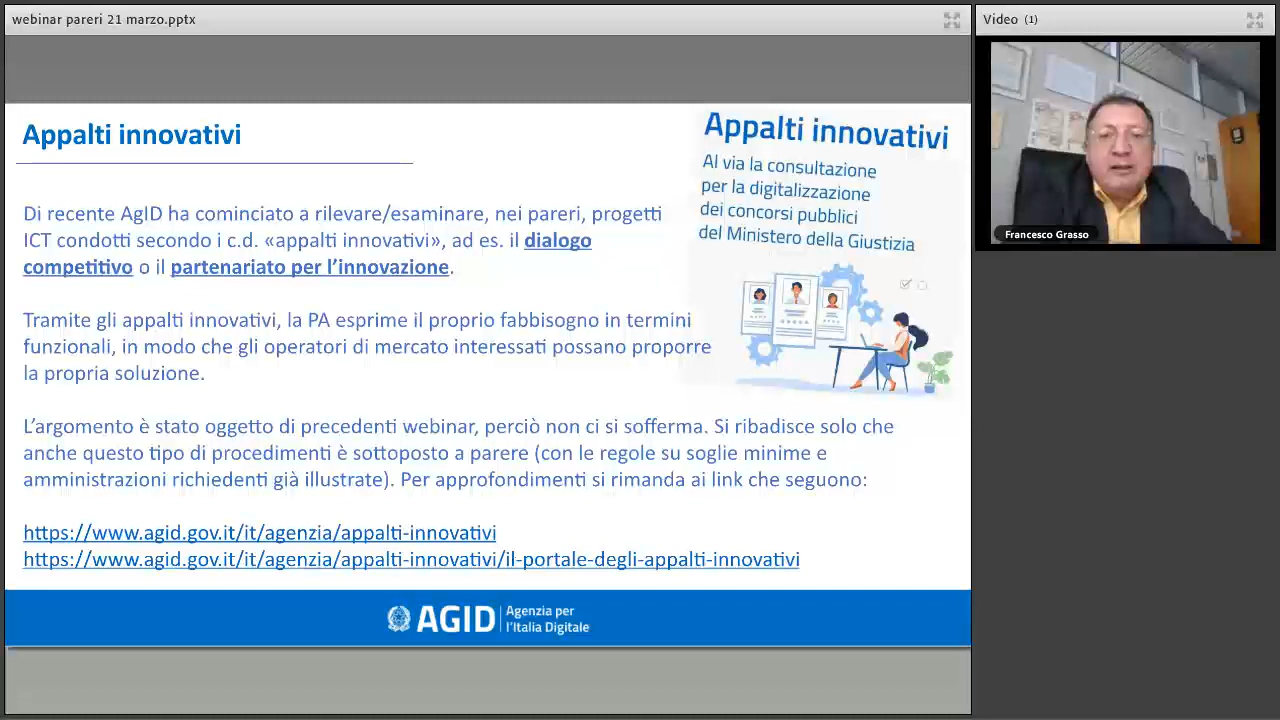 webinar pareri 21 marzo.pptx
Video (1)
Appalti innovativi
Di recente AgID ha cominciato a rilevare/esaminare, nei pareri, progetti
ICT condotti secondo i c.d. «appalti innovativi», ad es. il dialogo
competitivo o il partenariato per l’innovazione.
Tramite gli appalti innovativi, la PA esprime il proprio fabbisogno in termini
funzionali, in modo che gli operatori di mercato interessati possano proporre
la propria soluzione.
L’argomento è stato oggetto di precedenti webinar, perciò non ci si sofferma. Si ribadisce solo che
anche questo tipo di procedimenti è sottoposto a parere (con le regole su soglie minime e
amministrazioni richiedenti già illustrate). Per approfondimenti si rimanda ai link che seguono:
https://www.agid.gov.it/it/agenzia/appalti-innovativi
https://www.agid.gov.it/it/agenzia/appalti-innovativi/il-portale-degli-appalti-innovativi
Appalti innovativi
Al via la consultazione
per la digitalizzazione
dei concorsi pubblici
del Ministero della Giustizia
AGID
Agenzia per
l’Italia Digitale
Francesco Grasso